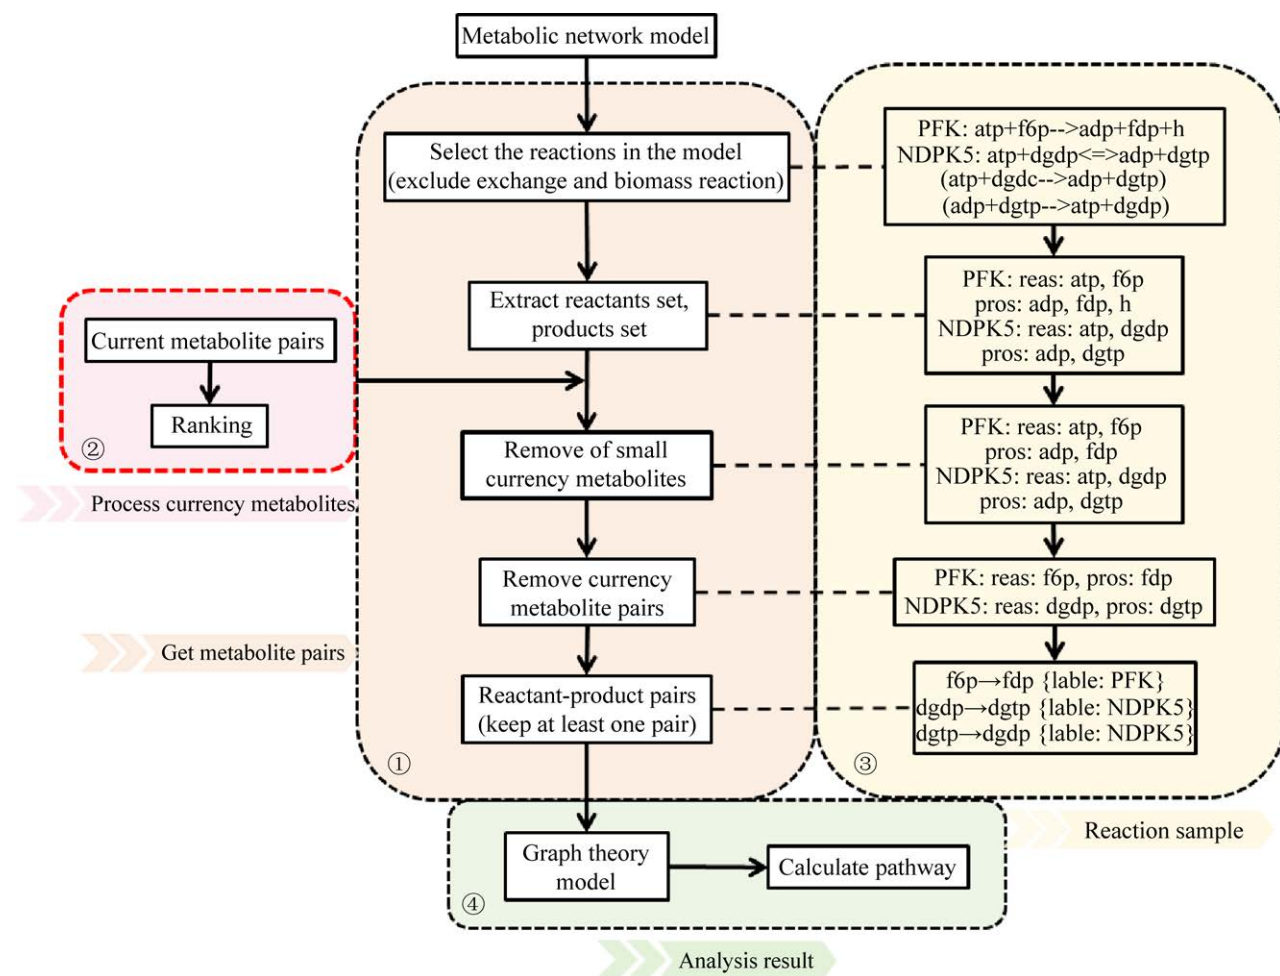 Metabolic network model
Select the reactions in the model
(exclude exchange and biomass reaction)
Extract reactants set,
products set
Remove of small
currency metabolites
Remove currency
metabolite pairs
Reactant-product pairs
(keep at least one pair)
①
Current metabolite pairs
Ranking
②
Process currency metabolites
Get metabolite pairs
PFK: atp+f6p-->adp+fdp+h
NDPK5: atp+dgdp<=>adp+dgtp
(atp+dgdc-->adp+dgtp)
(adp+dgtp-->atp+dgdp)
PFK: reas: atp, f6p
pros: adp, fdp, h
NDPK5: reas: atp, dgdp
pros: adp, dgtp
PFK: reas: atp, f6p
pros: adp, fdp
NDPK5: reas: atp, dgdp
pros: adp, dgtp
PFK: reas: f6p, pros: fdp
NDPK5: reas: dgdp, pros: dgtp
f6p→fdp {lable: PFK}
dgdp→dgtp {lable: NDPK5}
dgtp→dgdp {lable: NDPK5}
③
Reaction sample
Graph theory
model
Calculate pathway
④
Analysis result